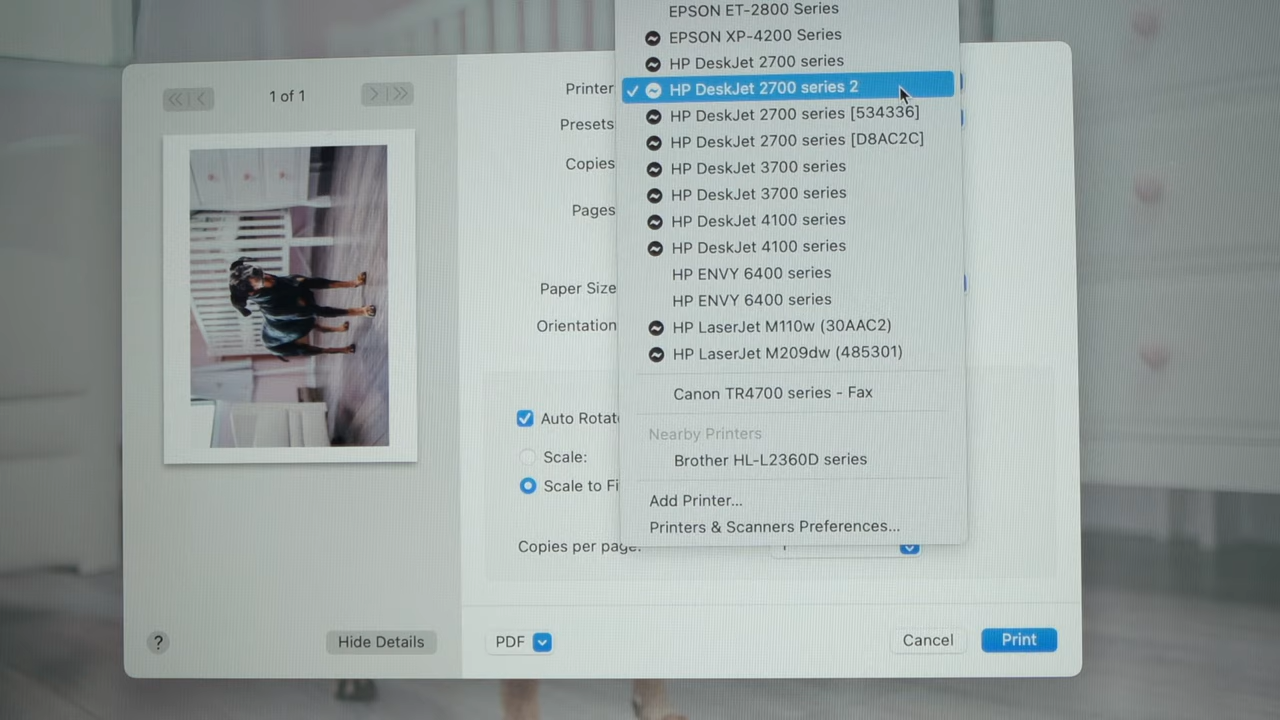 1 of 1
Printer
Presets
Copies
Pages
Paper Size
Orientation
EPSON ET-2800 Series
EPSON XP-4200 Series
HP DeskJet 2700 series
HP DeskJet 2700 series 2
HP DeskJet 2700 series [534336]
HP DeskJet 2700 series [D8AC2C]
HP DeskJet 3700 series
HP DeskJet 3700 series
HP DeskJet 4100 series
HP DeskJet 4100 series
HP ENVY 6400 series
HP ENVY 6400 series
HP LaserJet M110w (30AAC2)
HP LaserJet M209dw (485301)
Canon TR4700 series - Fax
Nearby Printers
Brother HL-L2360D series
Add Printer...
Printers & Scanners Preferences...
Auto Rotat
Scale:
Scale to Fi
Copies per page:
? Hide Details PDF Cancel Print